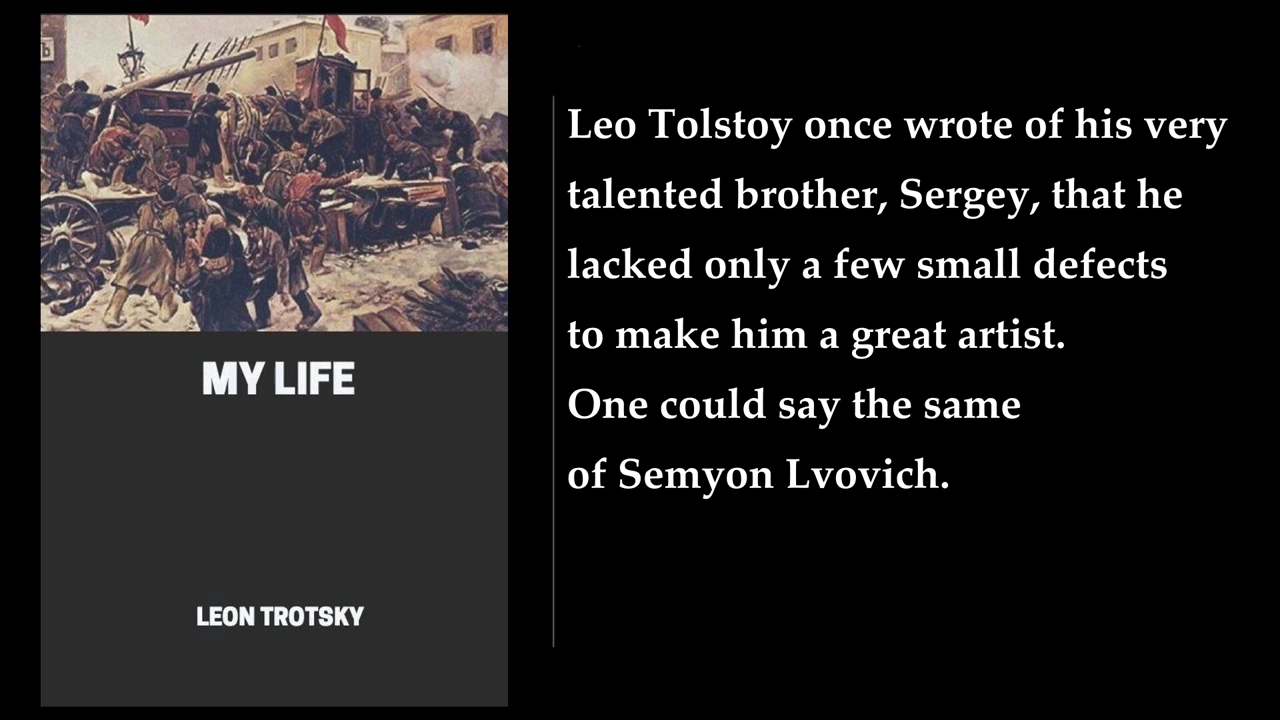 MY LIFE
LEON TROTSKY
Leo Tolstoy once wrote of his very
talented brother, Sergey, that he
lacked only a few small defects
to make him a great artist.
One could say the same
of Semyon Lvovich.